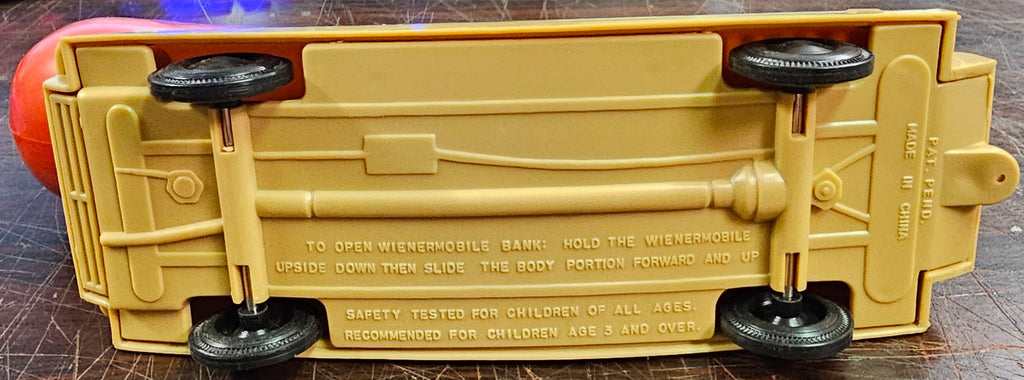 TO OPEN WIENERMOBILE BANK: HOLD THE WIENERMOBILE
UPSIDE DOWN THEN SLIDE THE BODY PORTION FORWARD AND UP
SAFETY TESTED FOR CHILDREN OF ALL AGES.
RECOMMENDED FOR CHILDREN AGE 3 AND OVER.
PAT. PEND.
MADE IN CHINA